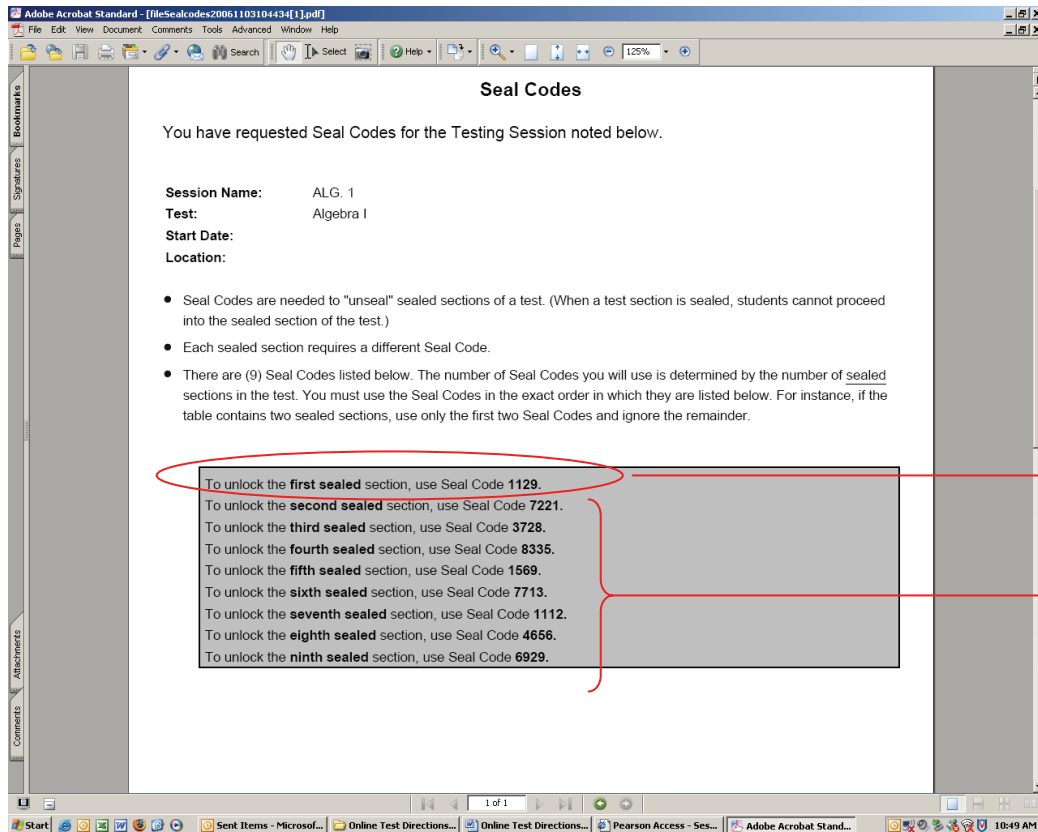 Adobe Acrobat Standard - [fileSealcodes20061103104434[1].pdf]
File Edit View Document Comments Tools Advanced Window Help
Search Select Help 125%
Bookmarks
Signatures
Pages
Attachments
Comments
Seal Codes
You have requested Seal Codes for the Testing Session noted below.
Session Name: ALG. 1
Test: Algebra I
Start Date:
Location:
• Seal Codes are needed to "unseal" sealed sections of a test. (When a test section is sealed, students cannot proceed
into the sealed section of the test.)
• Each sealed section requires a different Seal Code.
• There are (9) Seal Codes listed below. The number of Seal Codes you will use is determined by the number of sealed
sections in the test. You must use the Seal Codes in the exact order in which they are listed below. For instance, if the
table contains two sealed sections, use only the first two Seal Codes and ignore the remainder.
To unlock the first sealed section, use Seal Code 1129.
To unlock the second sealed section, use Seal Code 7221.
To unlock the third sealed section, use Seal Code 3728.
To unlock the fourth sealed section, use Seal Code 8335.
To unlock the fifth sealed section, use Seal Code 1569.
To unlock the sixth sealed section, use Seal Code 7713.
To unlock the seventh sealed section, use Seal Code 1112.
To unlock the eighth sealed section, use Seal Code 4656.
To unlock the ninth sealed section, use Seal Code 6929.
1 of 1
Start Sent Items - Microsof... Online Test Directions... Online Test Directions... Pearson Access - Ses... Adobe Acrobat Stand... 10:49 AM